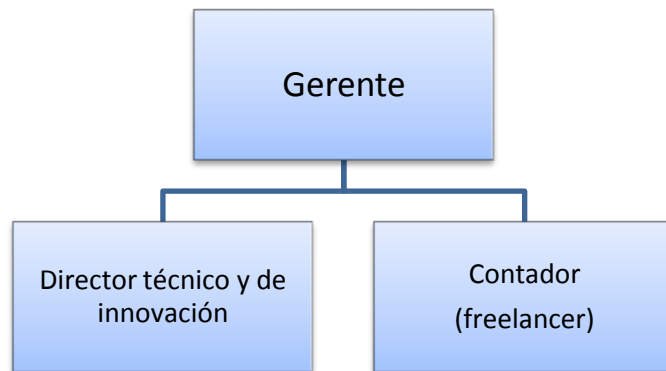 Gerente
Director técnico y de
innovación
Contador
(freelancer)